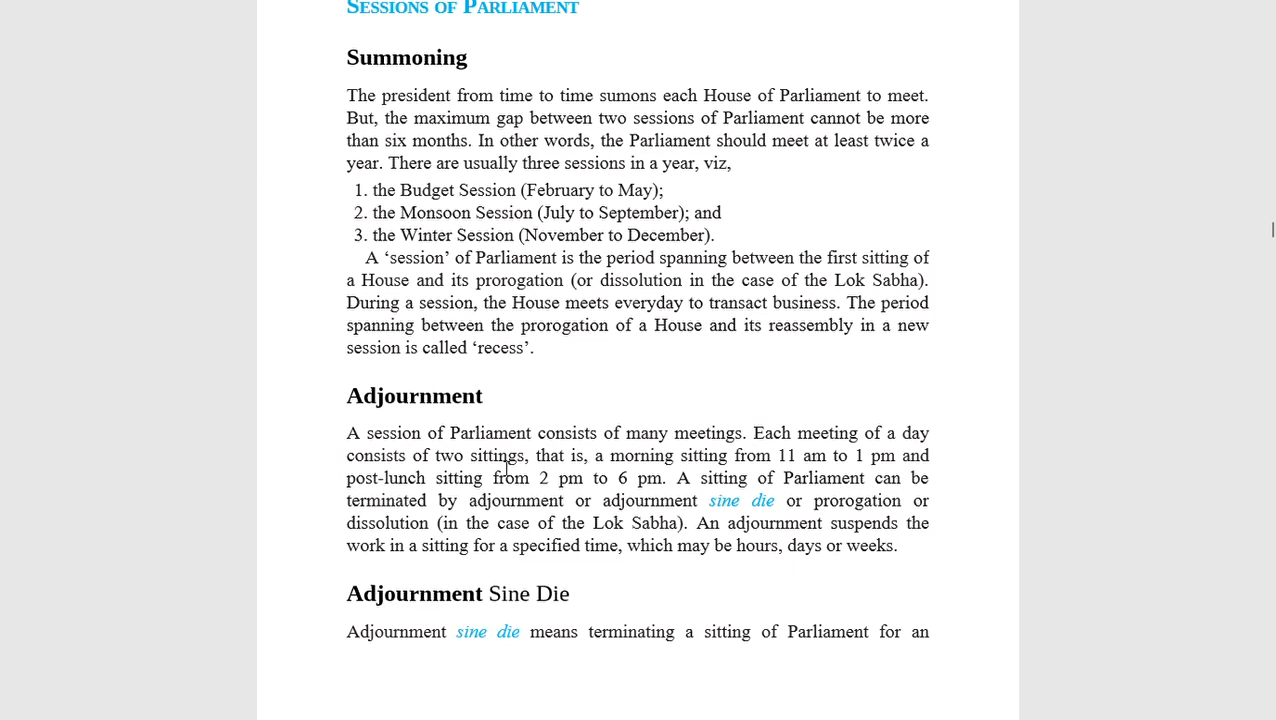 SESSIONS OF PARLIAMENT
Summoning
The president from time to time sumons each House of Parliament to meet.
But, the maximum gap between two sessions of Parliament cannot be more
than six months. In other words, the Parliament should meet at least twice a
year. There are usually three sessions in a year, viz,
1. the Budget Session (February to May);
2. the Monsoon Session (July to September); and
3. the Winter Session (November to December).
A ‘session’ of Parliament is the period spanning between the first sitting of
a House and its prorogation (or dissolution in the case of the Lok Sabha).
During a session, the House meets everyday to transact business. The period
spanning between the prorogation of a House and its reassembly in a new
session is called ‘recess’.
Adjournment
A session of Parliament consists of many meetings. Each meeting of a day
consists of two sittings, that is, a morning sitting from 11 am to 1 pm and
post-lunch sitting from 2 pm to 6 pm. A sitting of Parliament can be
terminated by adjournment or adjournment sine die or prorogation or
dissolution (in the case of the Lok Sabha). An adjournment suspends the
work in a sitting for a specified time, which may be hours, days or weeks.
Adjournment Sine Die
Adjournment sine die means terminating a sitting of Parliament for an